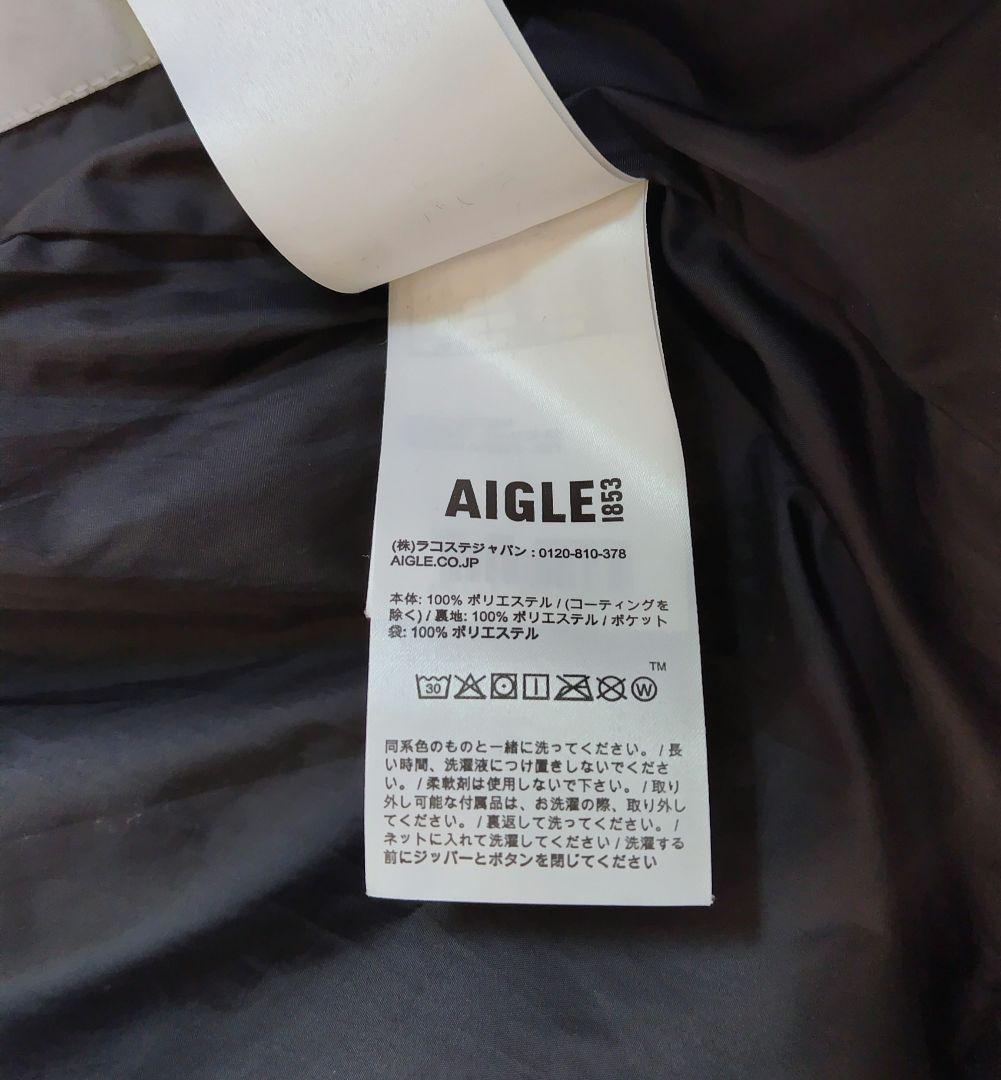 AIGLE 1853
(株)ラコステジャパン : 0120-810-378
AIGLE.CO.JP
本体: 100% ポリエステル / (コーティングを
除く) / 裏地: 100% ポリエステル / ポケット
袋: 100% ポリエステル
TM
30 W
同系色のものと一緒に洗ってください。 / 長
い時間、洗濯液につけ置きしないでくださ
い。 / 柔軟剤は使用しないで下さい。 / 取り
外し可能な付属品は、お洗濯の際、取り外し
てください。 / 裏返して洗ってください。 /
ネットに入れて洗濯してください / 洗濯する
前にジッパーとボタンを閉じてください